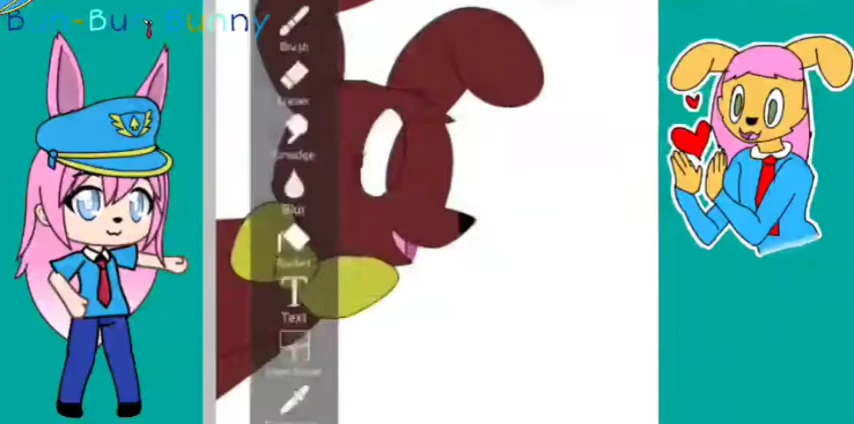 Bun-Bun Bunny
Brush
Eraser
Smudge
Blur
Bucket
Text